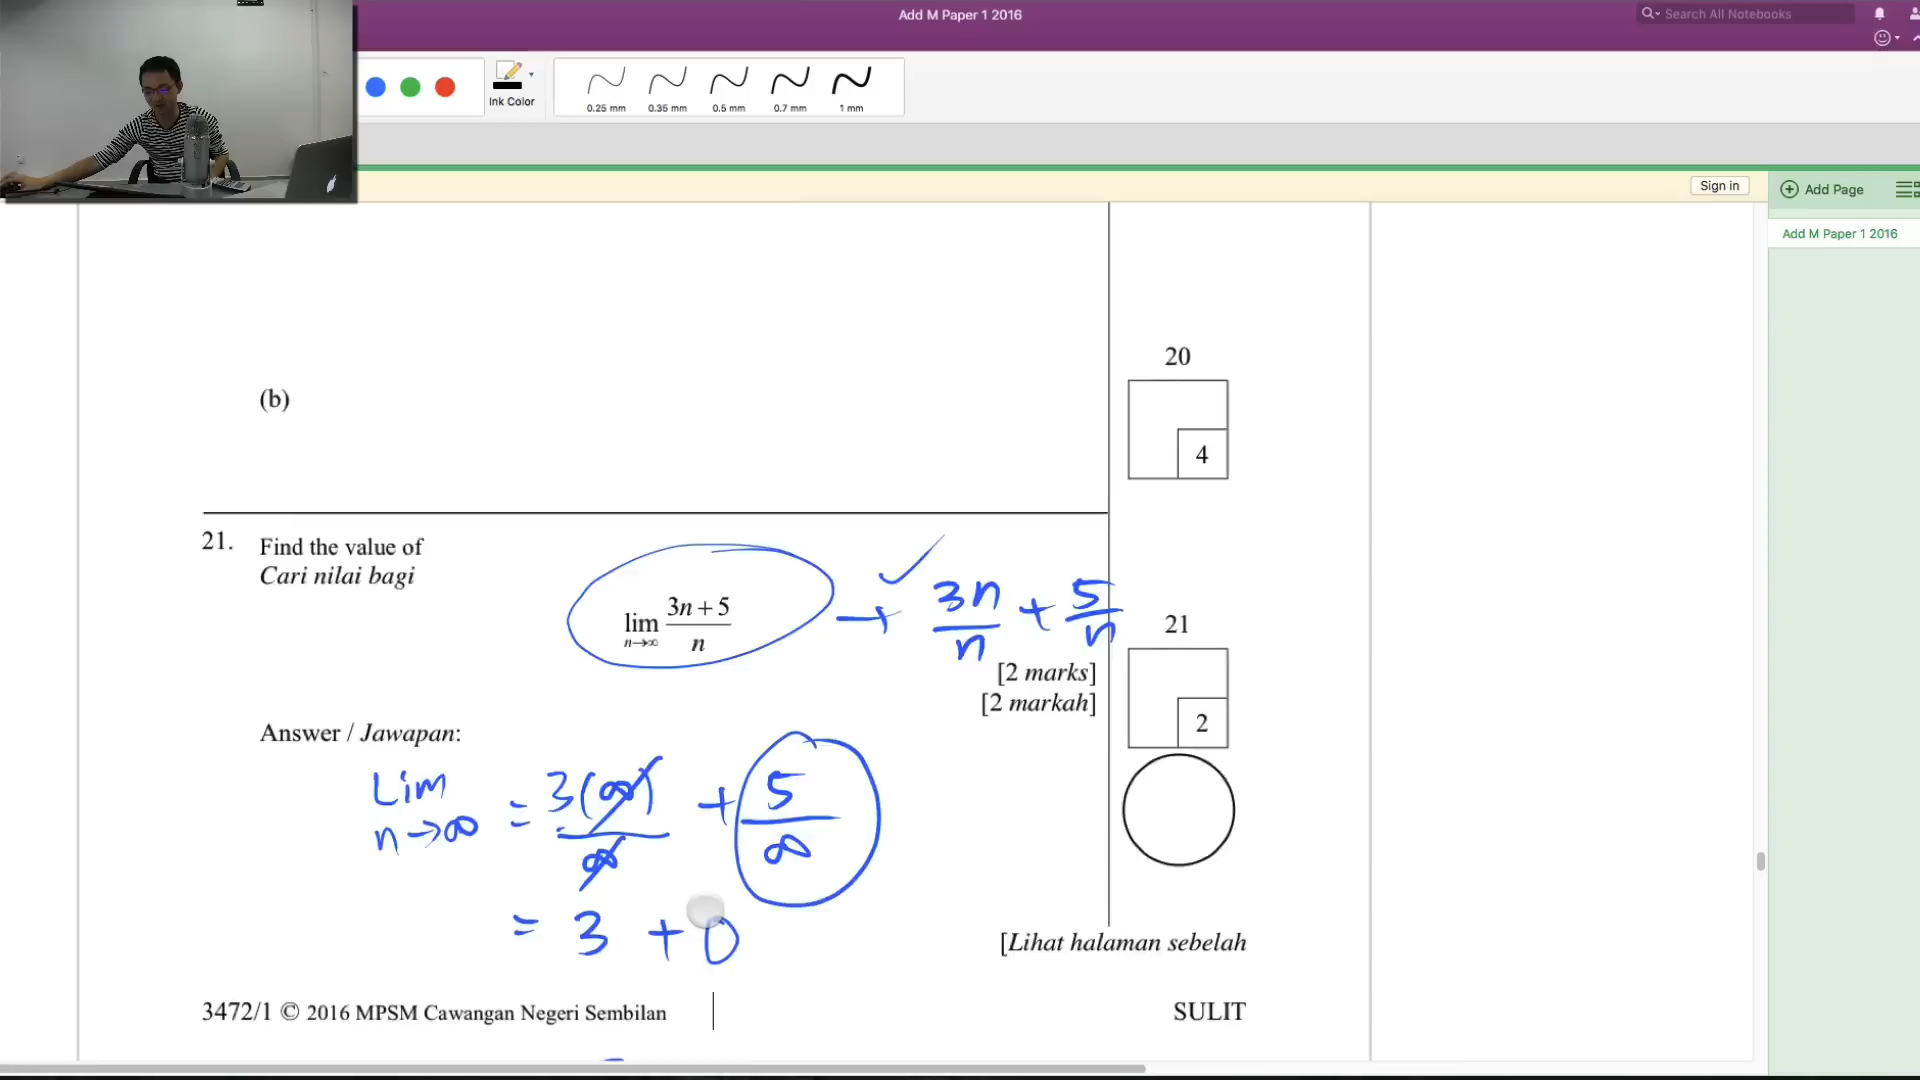 Add M Paper 1 2016
Search All Notebooks
Ink Color
0.25 mm 0.35 mm 0.5 mm 0.7 mm 1 mm
Sign in
Add Page
Add M Paper 1 2016
20
(b)
4
21. Find the value of
Cari nilai bagi
lim n→∞ (3n + 5)/n → 3n/n + 5/n
21
[2 marks]
[2 markah]
2
Answer / Jawapan:
Lim n→∞ = 3(∞)/∞ + 5/∞
= 3 + 0
[Lihat halaman sebelah
3472/1 © 2016 MPSM Cawangan Negeri Sembilan
SULIT